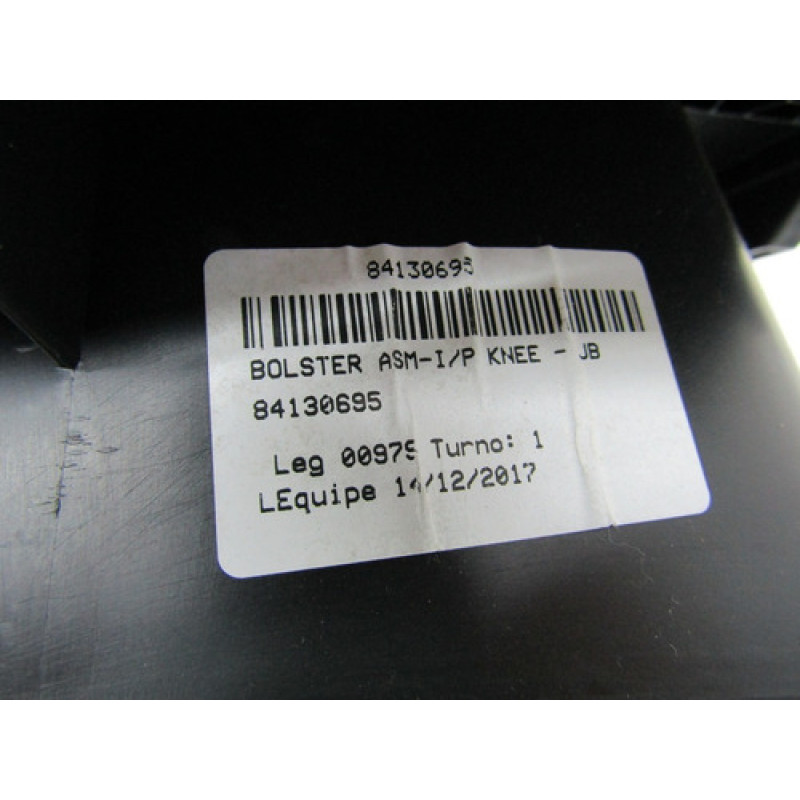 84130695
BOLSTER ASM-I/P KNEE - JB
84130695
Leg 00979 Turno: 1
LEquipe 14/12/2017